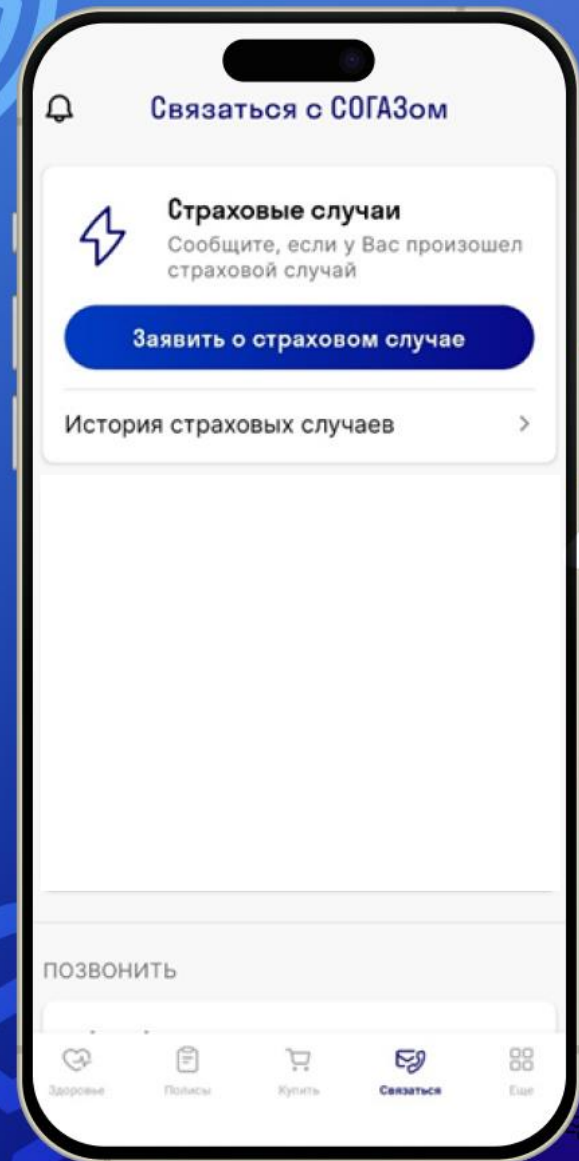 Связаться с СОГАЗом
Страховые случаи
Сообщите, если у Вас произошел
страховой случай
Заявить о страховом случае
История страховых случаев
ПОЗВОНИТЬ
Здоровье
Полисы
Купить
Связаться
Еще